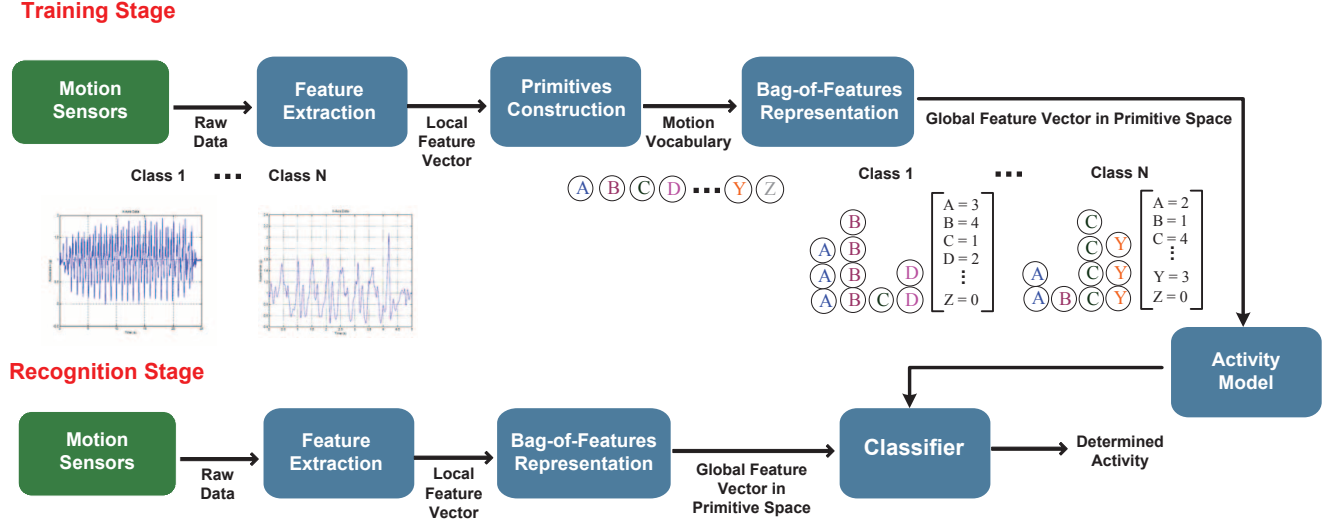 Training Stage
Motion
Sensors
Raw
Data
Feature
Extraction
Local
Feature
Vector
Primitives
Construction
Motion
Vocabulary
Bag-of-Features
Representation
Global Feature Vector in Primitive Space
Class 1 ... Class N
A B C D ... Y Z
Class 1
...
Class N
B
A B
A B D
A B C D
A = 3
B = 4
C = 1
D = 2
⋮
Z = 0
C
C Y
A C Y
A B C Y
A = 2
B = 1
C = 4
⋮
Y = 3
Z = 0
Activity
Model
Recognition Stage
Motion
Sensors
Raw
Data
Feature
Extraction
Local
Feature
Vector
Bag-of-Features
Representation
Global Feature
Vector in
Primitive Space
Classifier
Determined
Activity